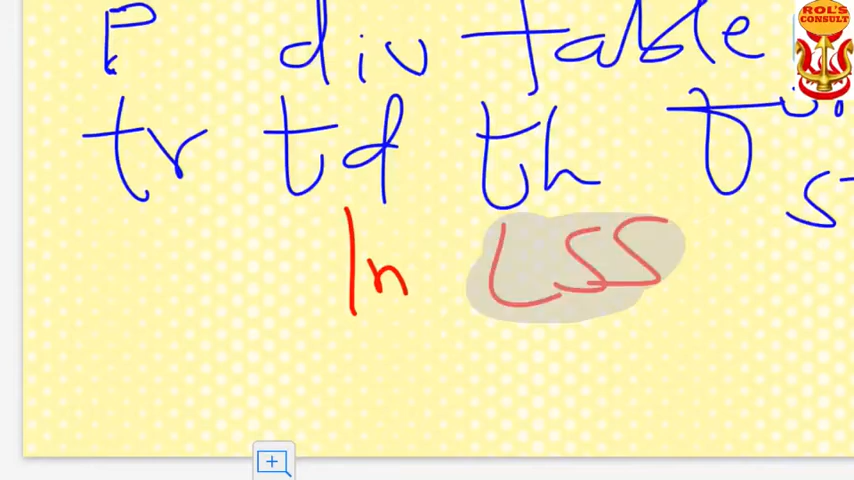 P div table
ROL'S
CONSULT
tr td th
In LSS